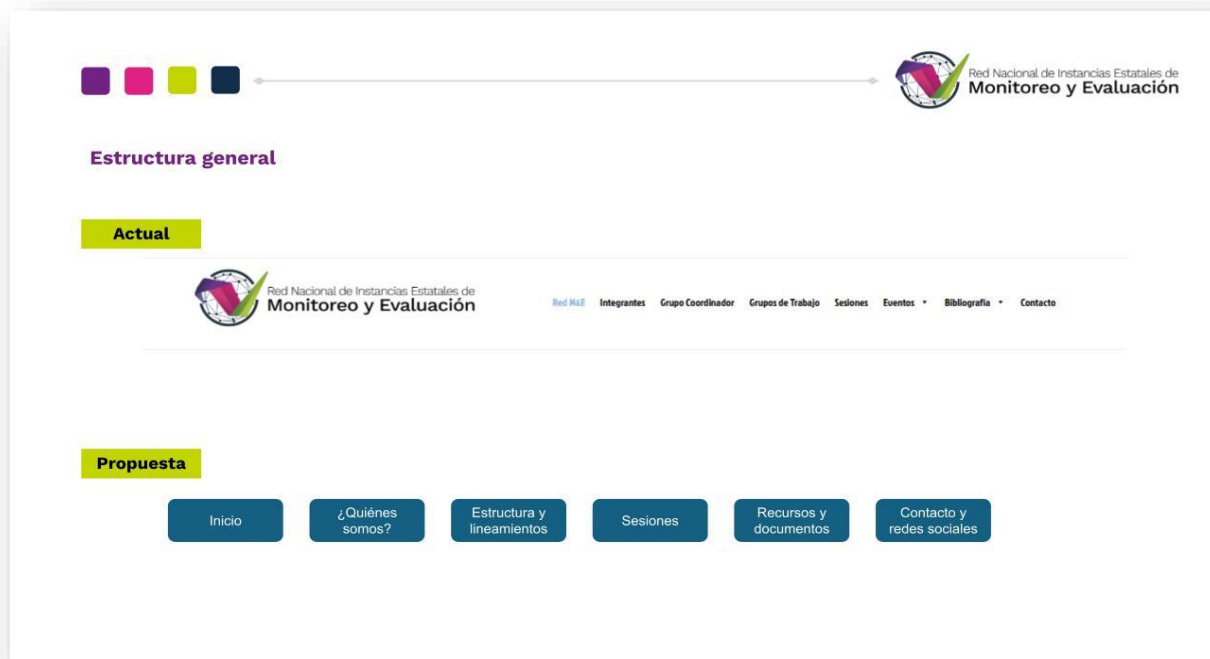 Red Nacional de Instancias Estatales de
Monitoreo y Evaluación
Estructura general
Actual
Red Nacional de Instancias Estatales de
Monitoreo y Evaluación
Red M&E Integrantes Grupo Coordinador Grupos de Trabajo Sesiones Eventos Bibliografía Contacto
Propuesta
Inicio
¿Quiénes
somos?
Estructura y
lineamientos
Sesiones
Recursos y
documentos
Contacto y
redes sociales